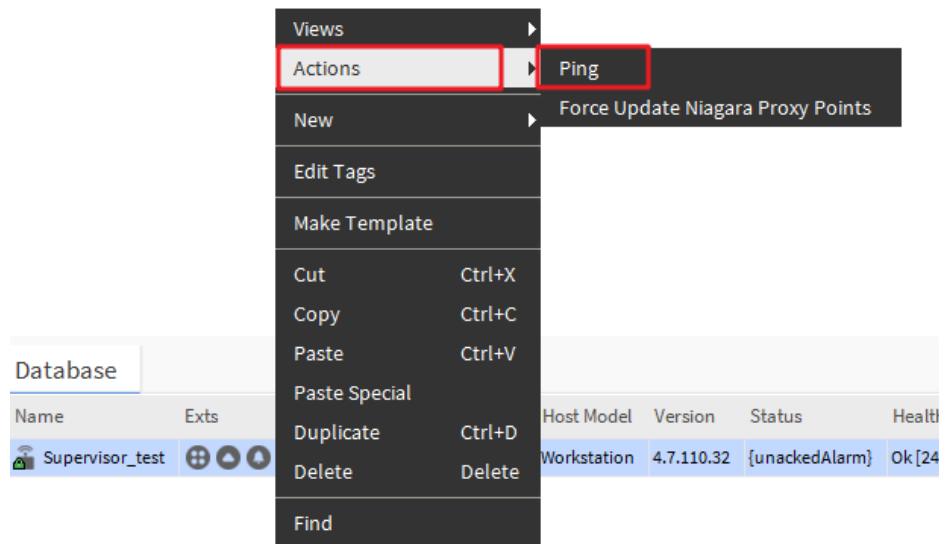 Views
Actions
Ping
Force Update Niagara Proxy Points
New
Edit Tags
Make Template
Cut Ctrl+X
Copy Ctrl+C
Paste Ctrl+V
Paste Special
Duplicate Ctrl+D
Delete Delete
Find
Database
Name Exts Host Model Version Status Health
Supervisor_test Workstation 4.7.110.32 {unackedAlarm} Ok [24